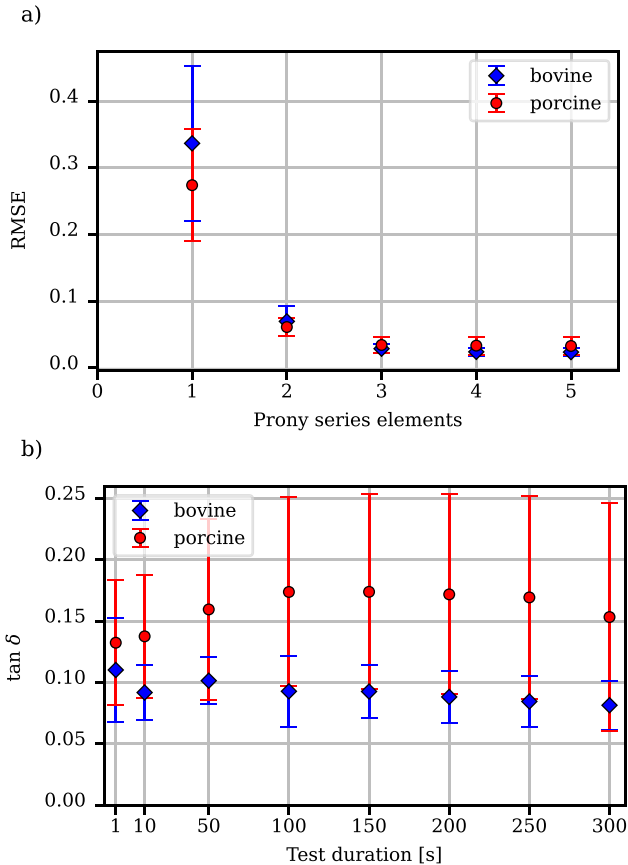 a)
RMSE
0.4
0.3
0.2
0.1
0.0
bovine
porcine
0 1 2 3 4 5
Prony series elements
b)
tan δ
0.25
0.20
0.15
0.10
0.05
0.00
bovine
porcine
1 10 50 100 150 200 250 300
Test duration [s]